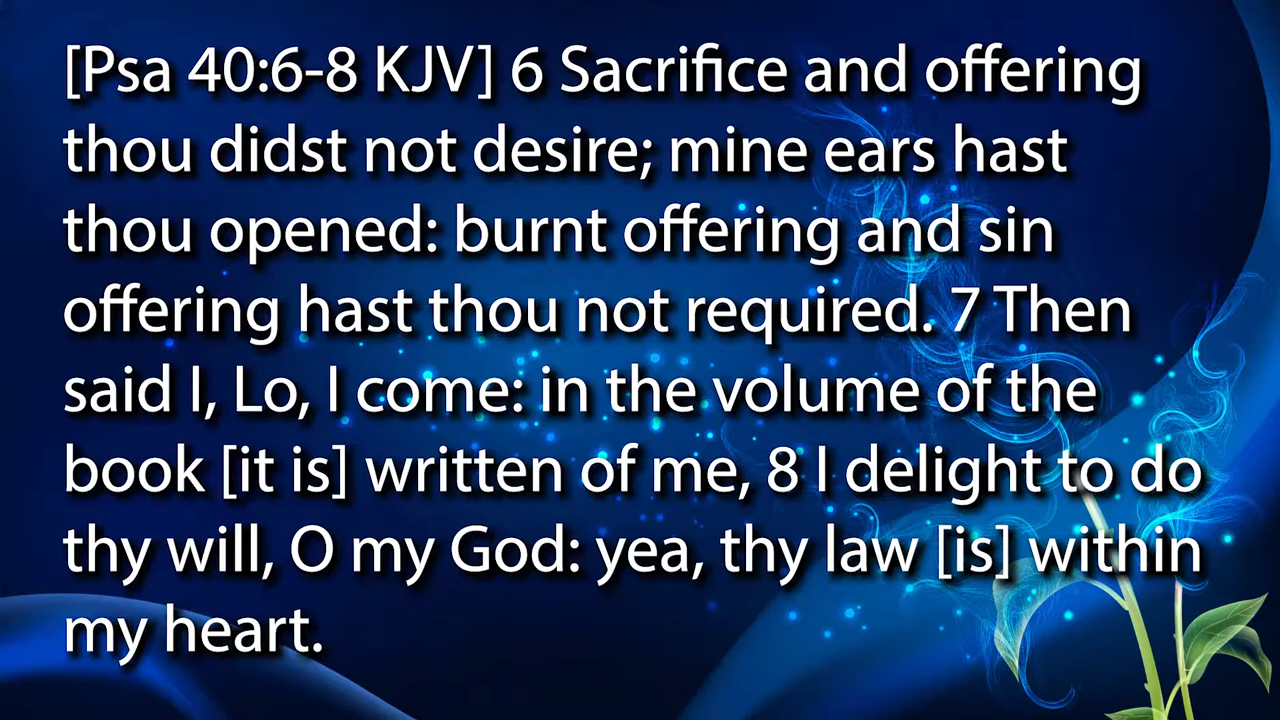 [Psa 40:6-8 KJV] 6 Sacrifice and offering
thou didst not desire; mine ears hast
thou opened: burnt offering and sin
offering hast thou not required. 7 Then
said I, Lo, I come: in the volume of the
book [it is] written of me, 8 I delight to do
thy will, O my God: yea, thy law [is] within
my heart.